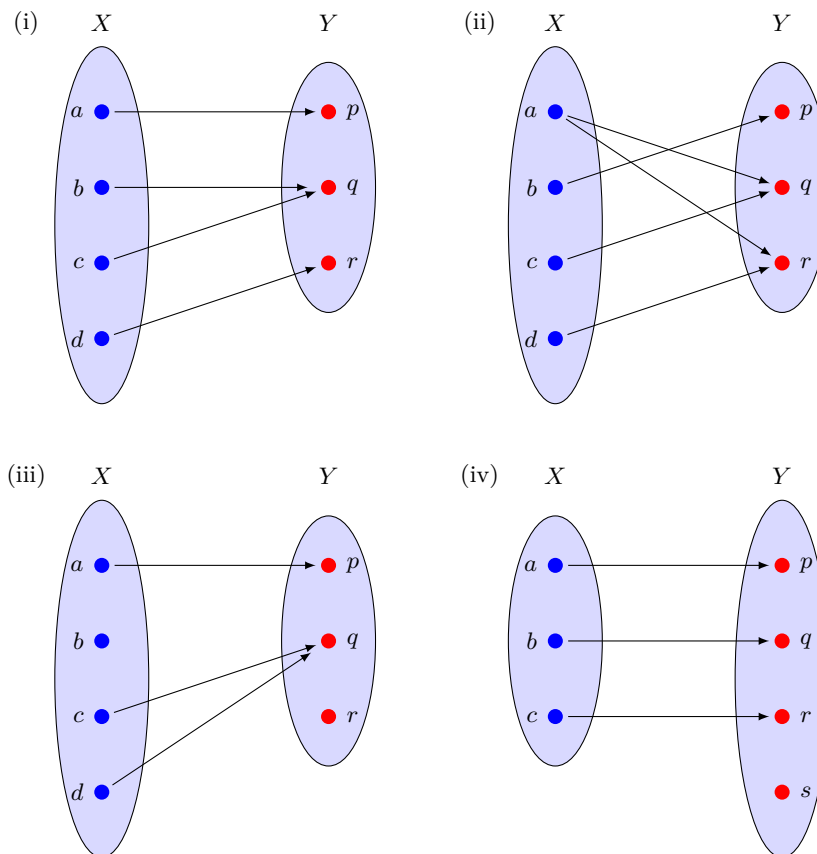 (i) X Y (ii) X Y
a p a p
b q b q
c r c r
d d
(iii) X Y (iv) X Y
a p a p
b q b q
c r c r
d s